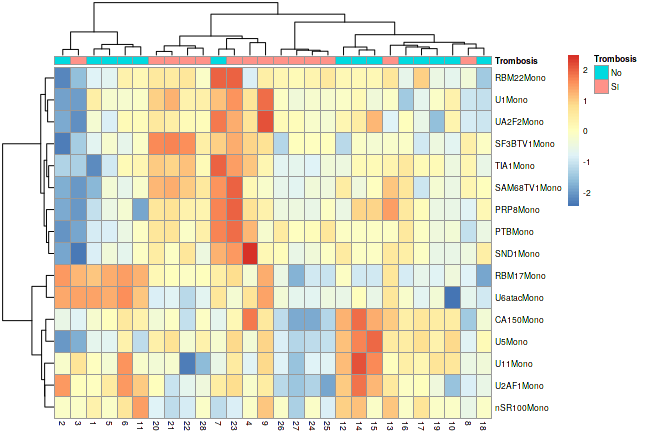 Trombosis
RBM22Mono
U1Mono
UA2F2Mono
SF3BTV1Mono
TIA1Mono
SAM68TV1Mono
PRP8Mono
PTBMono
SND1Mono
RBM17Mono
U6atacMono
CA150Mono
U5Mono
U11Mono
U2AF1Mono
nSR100Mono
2 3 1 5 6 11 20 21 22 28 7 23 4 9 26 27 24 25 12 14 15 13 16 17 19 10 8 18
2
1
0
-1
-2
Trombosis
No
SI